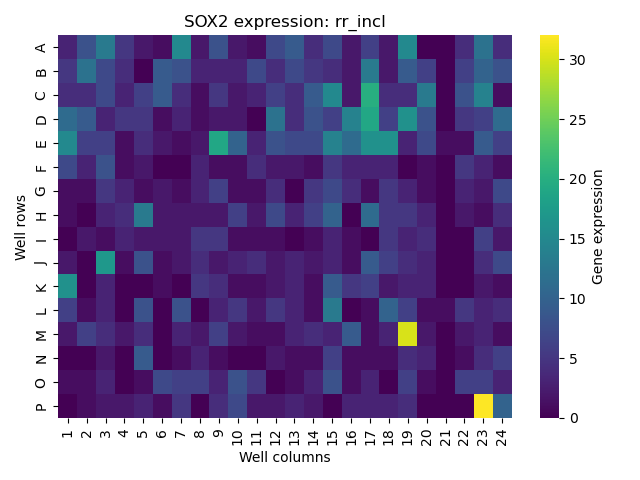 SOX2 expression: rr_incl
Well rows
A
B
C
D
E
F
G
H
I
J
K
L
M
N
O
P
1 2 3 4 5 6 7 8 9 10 11 12 13 14 15 16 17 18 19 20 21 22 23 24
Well columns
30
25
20
15
10
5
0
Gene expression